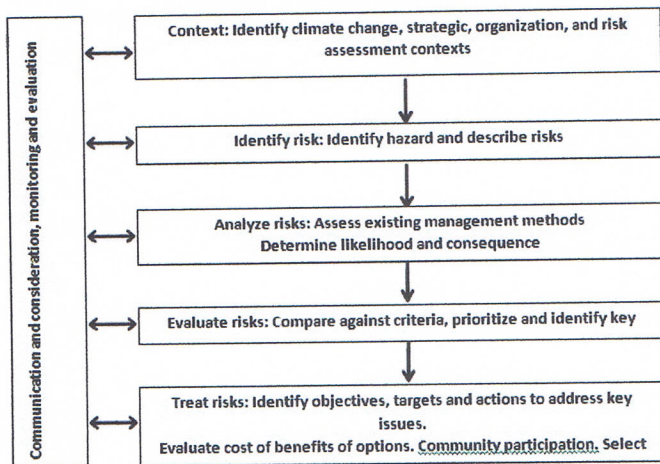 Communication and consideration, monitoring and evaluation
Context: Identify climate change, strategic, organization, and risk
assessment contexts
Identify risk: Identify hazard and describe risks
Analyze risks: Assess existing management methods
Determine likelihood and consequence
Evaluate risks: Compare against criteria, prioritize and identify key
Treat risks: Identify objectives, targets and actions to address key
issues.
Evaluate cost of benefits of options. Community participation. Select